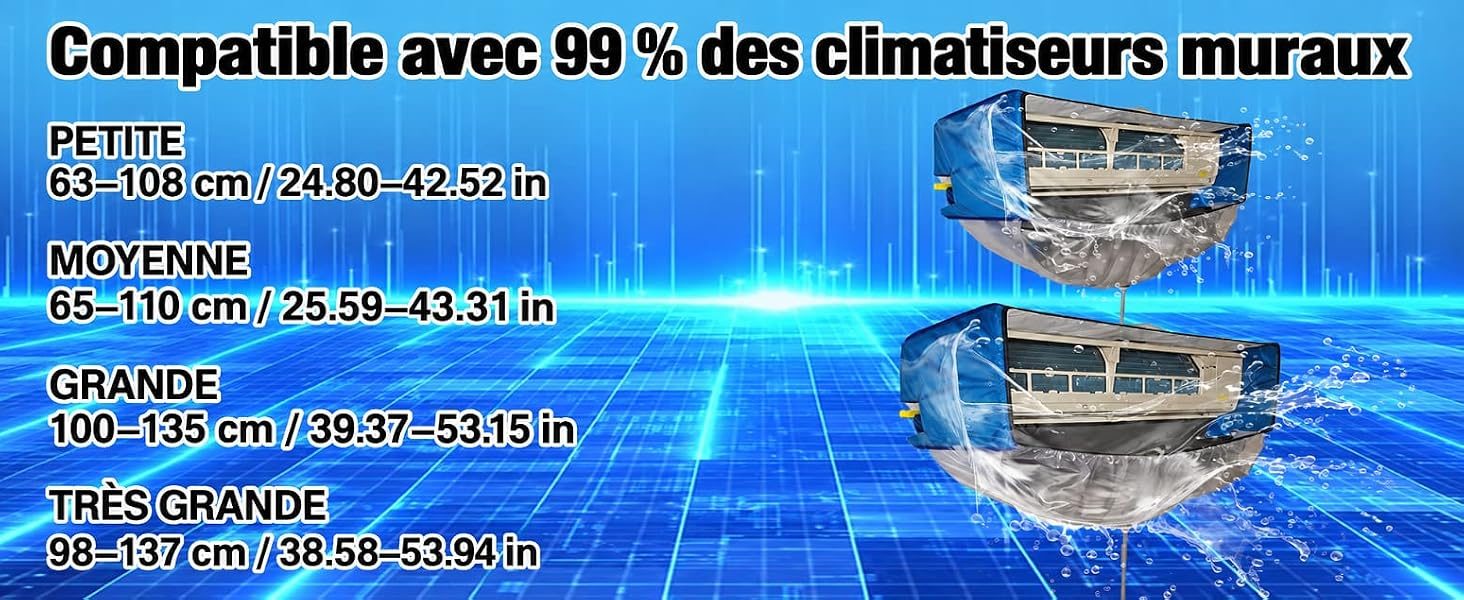 Compatible avec 99 % des climatiseurs muraux
PETITE
63–108 cm / 24.80–42.52 in
MOYENNE
65–110 cm / 25.59–43.31 in
GRANDE
100–135 cm / 39.37–53.15 in
TRÈS GRANDE
98–137 cm / 38.58–53.94 in